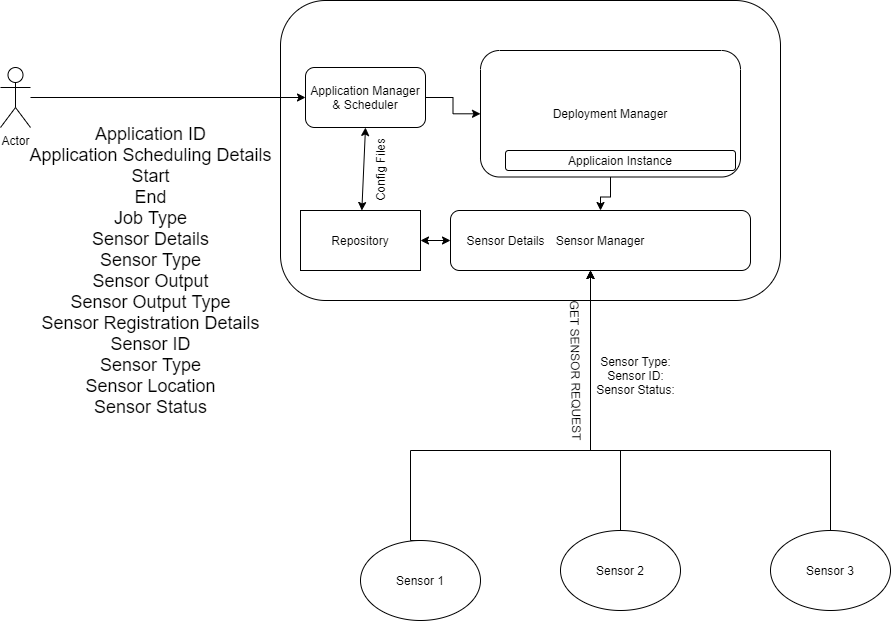 Application Manager
& Scheduler
Deployment Manager
Applicaion Instance
Actor
Application ID
Application Scheduling Details
Start
End
Job Type
Sensor Details
Sensor Type
Sensor Output
Sensor Output Type
Sensor Registration Details
Sensor ID
Sensor Type
Sensor Location
Sensor Status
Config Files
Repository
Sensor Details Sensor Manager
GET SENSOR REQUEST
Sensor Type:
Sensor ID:
Sensor Status:
Sensor 1
Sensor 2
Sensor 3